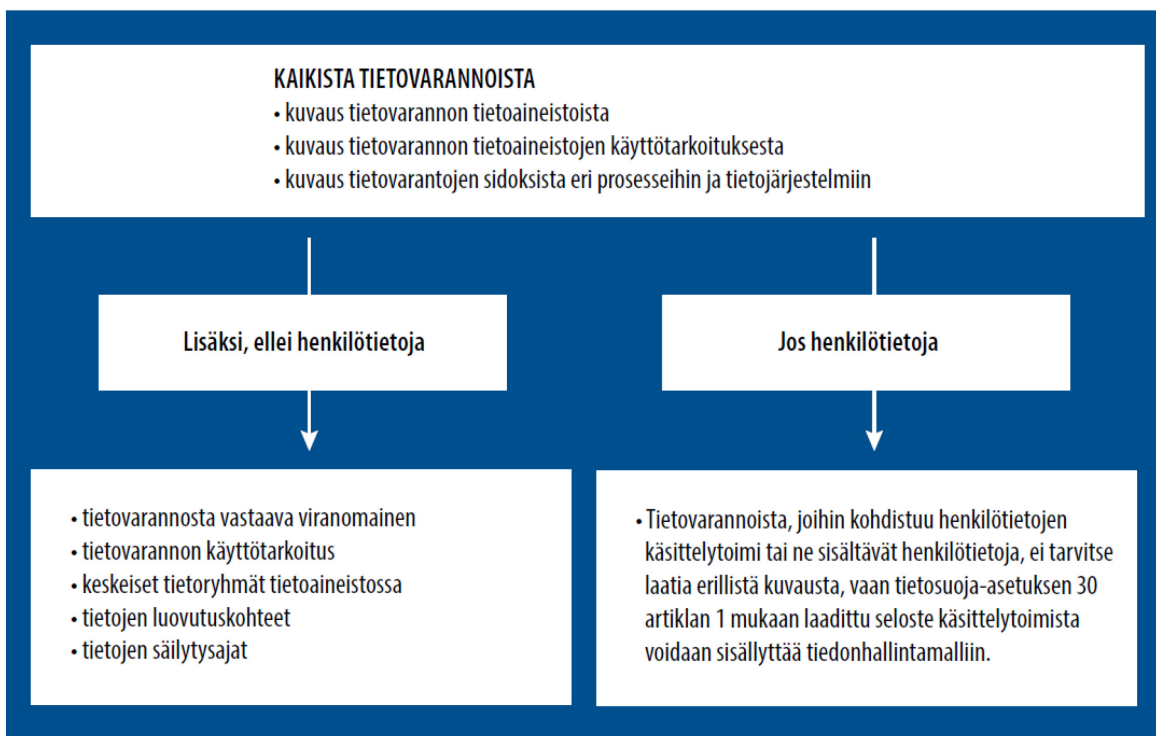 KAIKISTA TIETOVARANNOISTA
• kuvaus tietovarannon tietoaineistoista
• kuvaus tietovarannon tietoaineistojen käyttötarkoituksesta
• kuvaus tietovarantojen sidoksista eri prosesseihin ja tietojärjestelmiin
Lisäksi, ellei henkilötietoja
Jos henkilötietoja
• tietovarannosta vastaava viranomainen
• tietovarannon käyttötarkoitus
• keskeiset tietoryhmät tietoaineistossa
• tietojen luovutuskohteet
• tietojen säilytysajat
• Tietovarannoista, joihin kohdistuu henkilötietojen
käsittelytoimi tai ne sisältävät henkilötietoja, ei tarvitse
laatia erillistä kuvausta, vaan tietosuoja-asetuksen 30
artiklan 1 mukaan laadittu seloste käsittelytoimista
voidaan sisällyttää tiedonhallintamalliin.